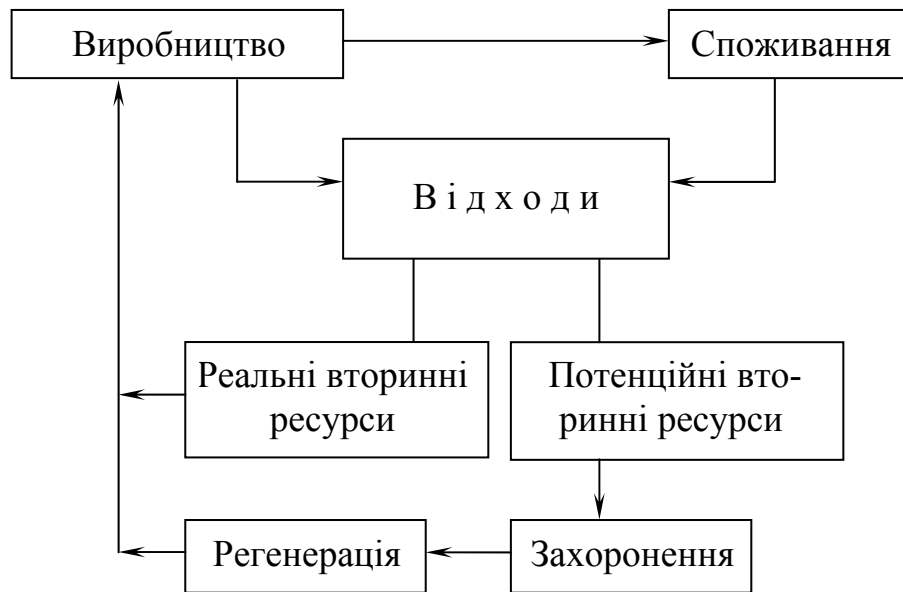 Виробництво
Споживання
В і д х о д и
Реальні вторинні
ресурси
Потенційні вто-
ринні ресурси
Регенерація
Захоронення